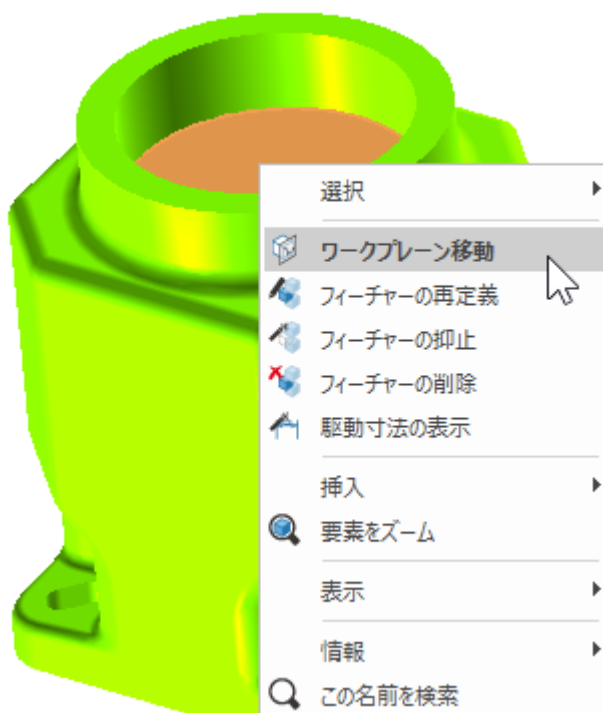 選択
ワークプレーン移動
フィーチャーの再定義
フィーチャーの抑止
フィーチャーの削除
駆動寸法の表示
挿入
要素をズーム
表示
情報
この名前を検索